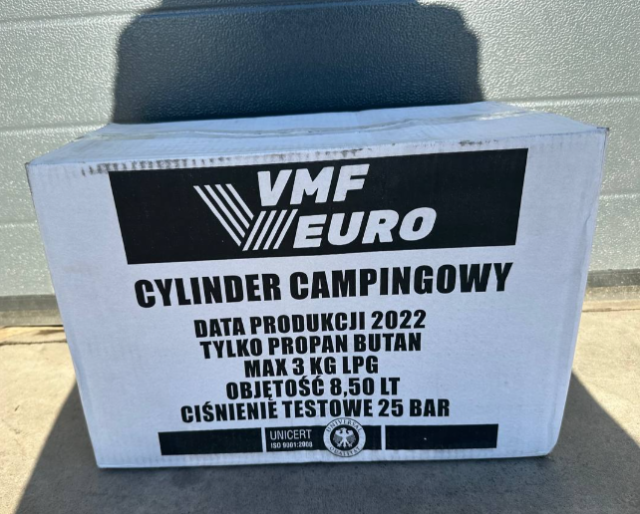 VMF
EURO
CYLINDER CAMPINGOWY
DATA PRODUKCJI 2022
TYLKO PROPAN BUTAN
MAX 3 KG LPG
OBJĘTOŚĆ 8,50 LT
CIŚNIENIE TESTOWE 25 BAR
UNICERT
ISO 9001:2008